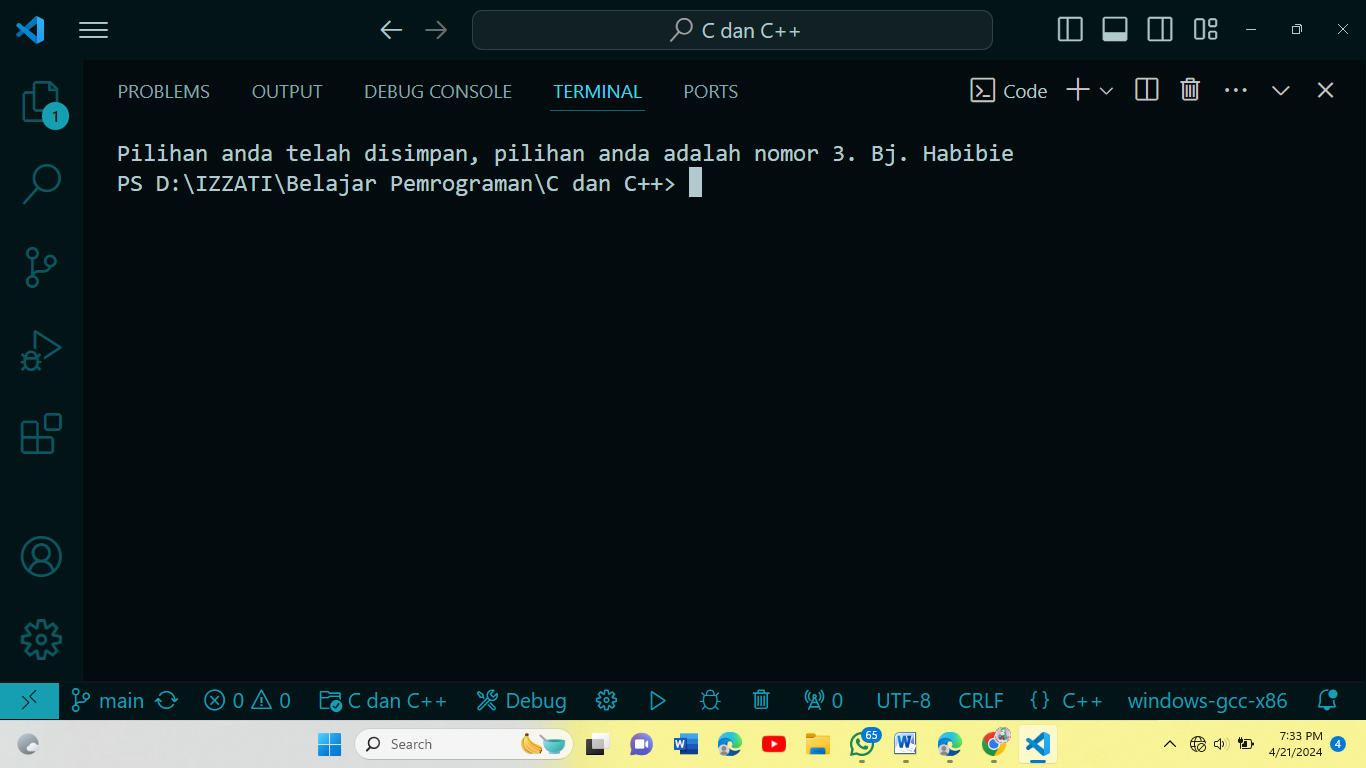 C dan C++
1
PROBLEMS OUTPUT DEBUG CONSOLE TERMINAL PORTS Code
Pilihan anda telah disimpan, pilihan anda adalah nomor 3. Bj. Habibie
PS D:\IZZATI\Belajar Pemrograman\C dan C++>
main 0 0 C dan C++ Debug 0 UTF-8 CRLF {} C++ windows-gcc-x86
Search 65 7:33 PM
4/21/2024 4